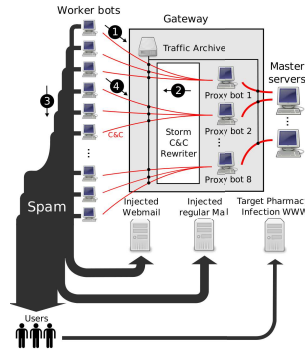 Worker bots
Gateway
1
Traffic Archive
Master
servers
Proxy bot 1
4
2
3
C&C
Storm
C&C
Rewriter
Proxy bot 2
Proxy bot 8
Spam
Injected
Webmail
Injected
regular Mail
Target Pharmacy
Infection WWW
Users